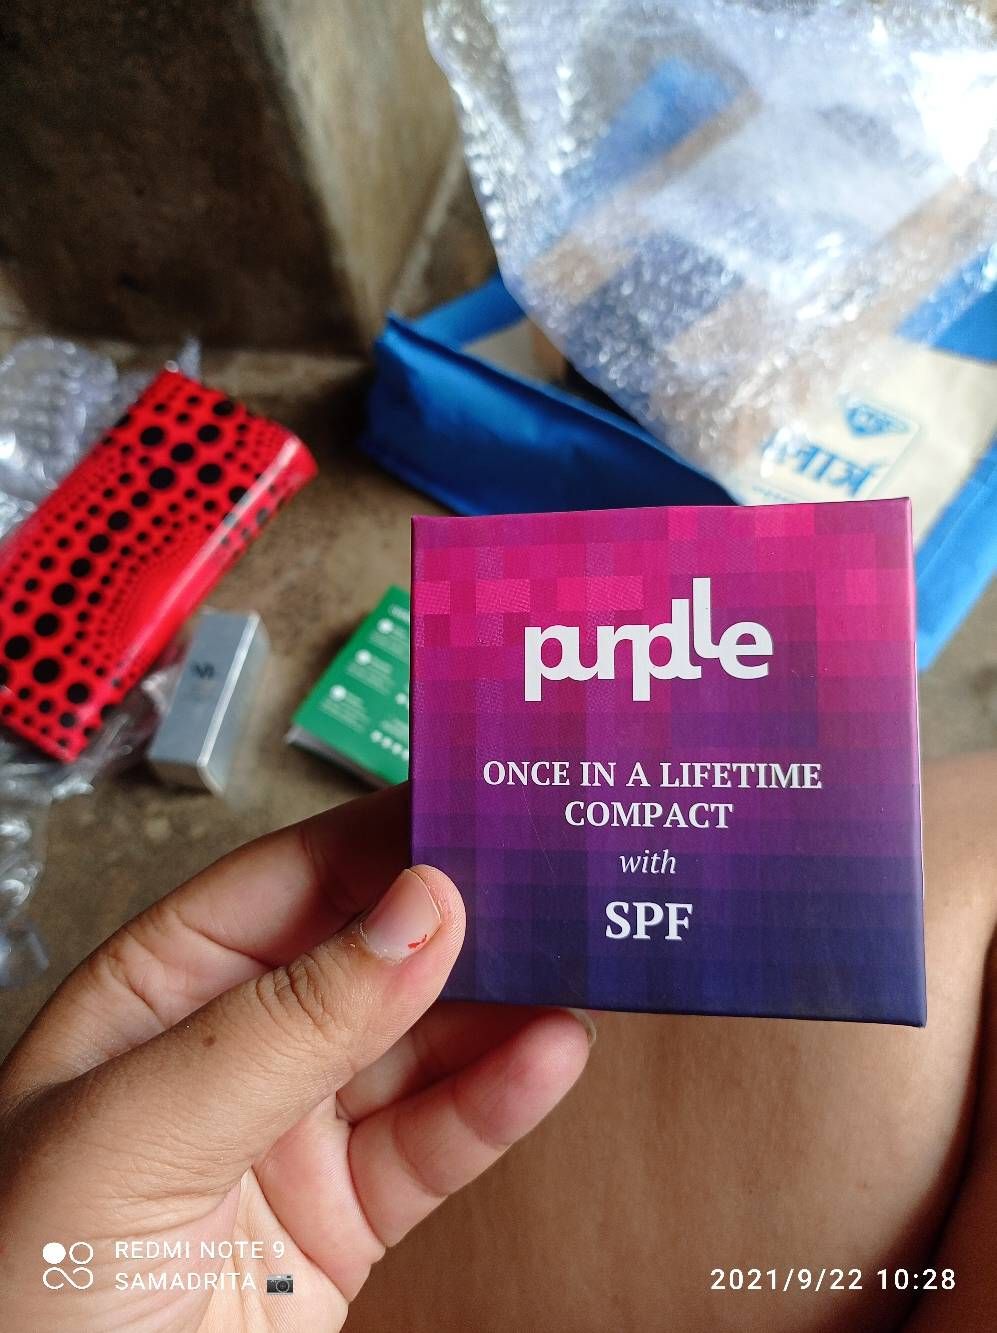 purplle
ONCE IN A LIFETIME
COMPACT
with
SPF
REDMI NOTE 9
SAMADRITA
2021/9/22 10:28